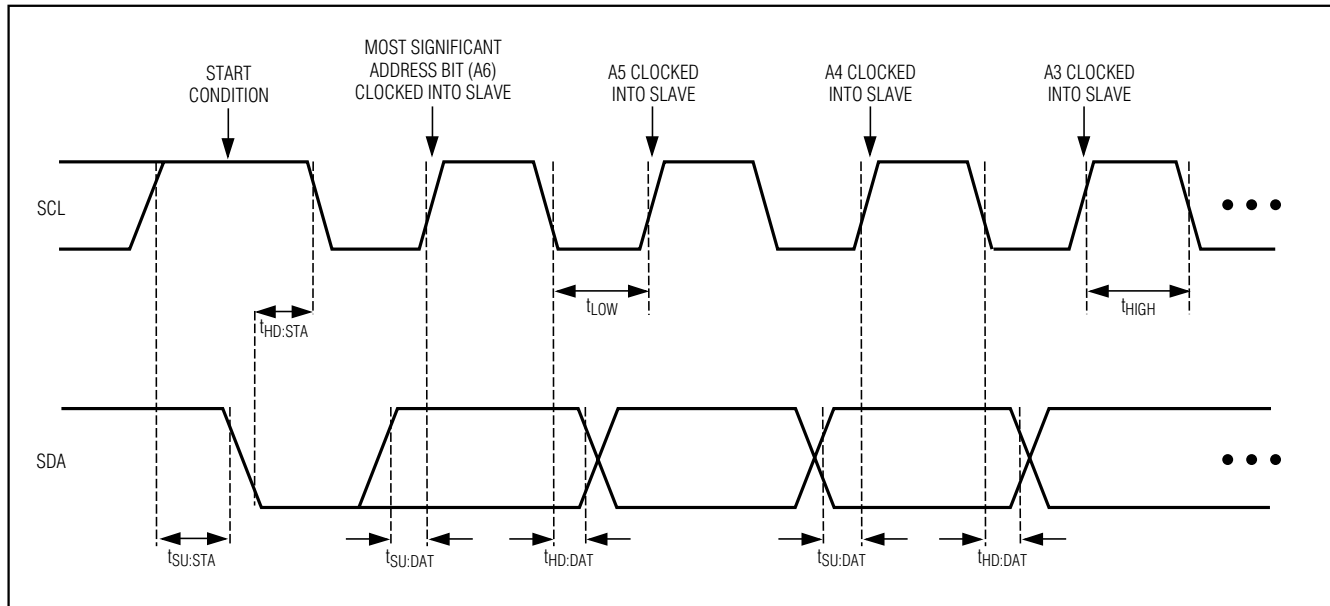 START
CONDITION
MOST SIGNIFICANT
ADDRESS BIT (A6)
CLOCKED INTO SLAVE
A5 CLOCKED
INTO SLAVE
A4 CLOCKED
INTO SLAVE
A3 CLOCKED
INTO SLAVE
SCL
tHD:STA
tLOW
tHIGH
SDA
tSU:STA
tSU:DAT
tHD:DAT
tSU:DAT
tHD:DAT